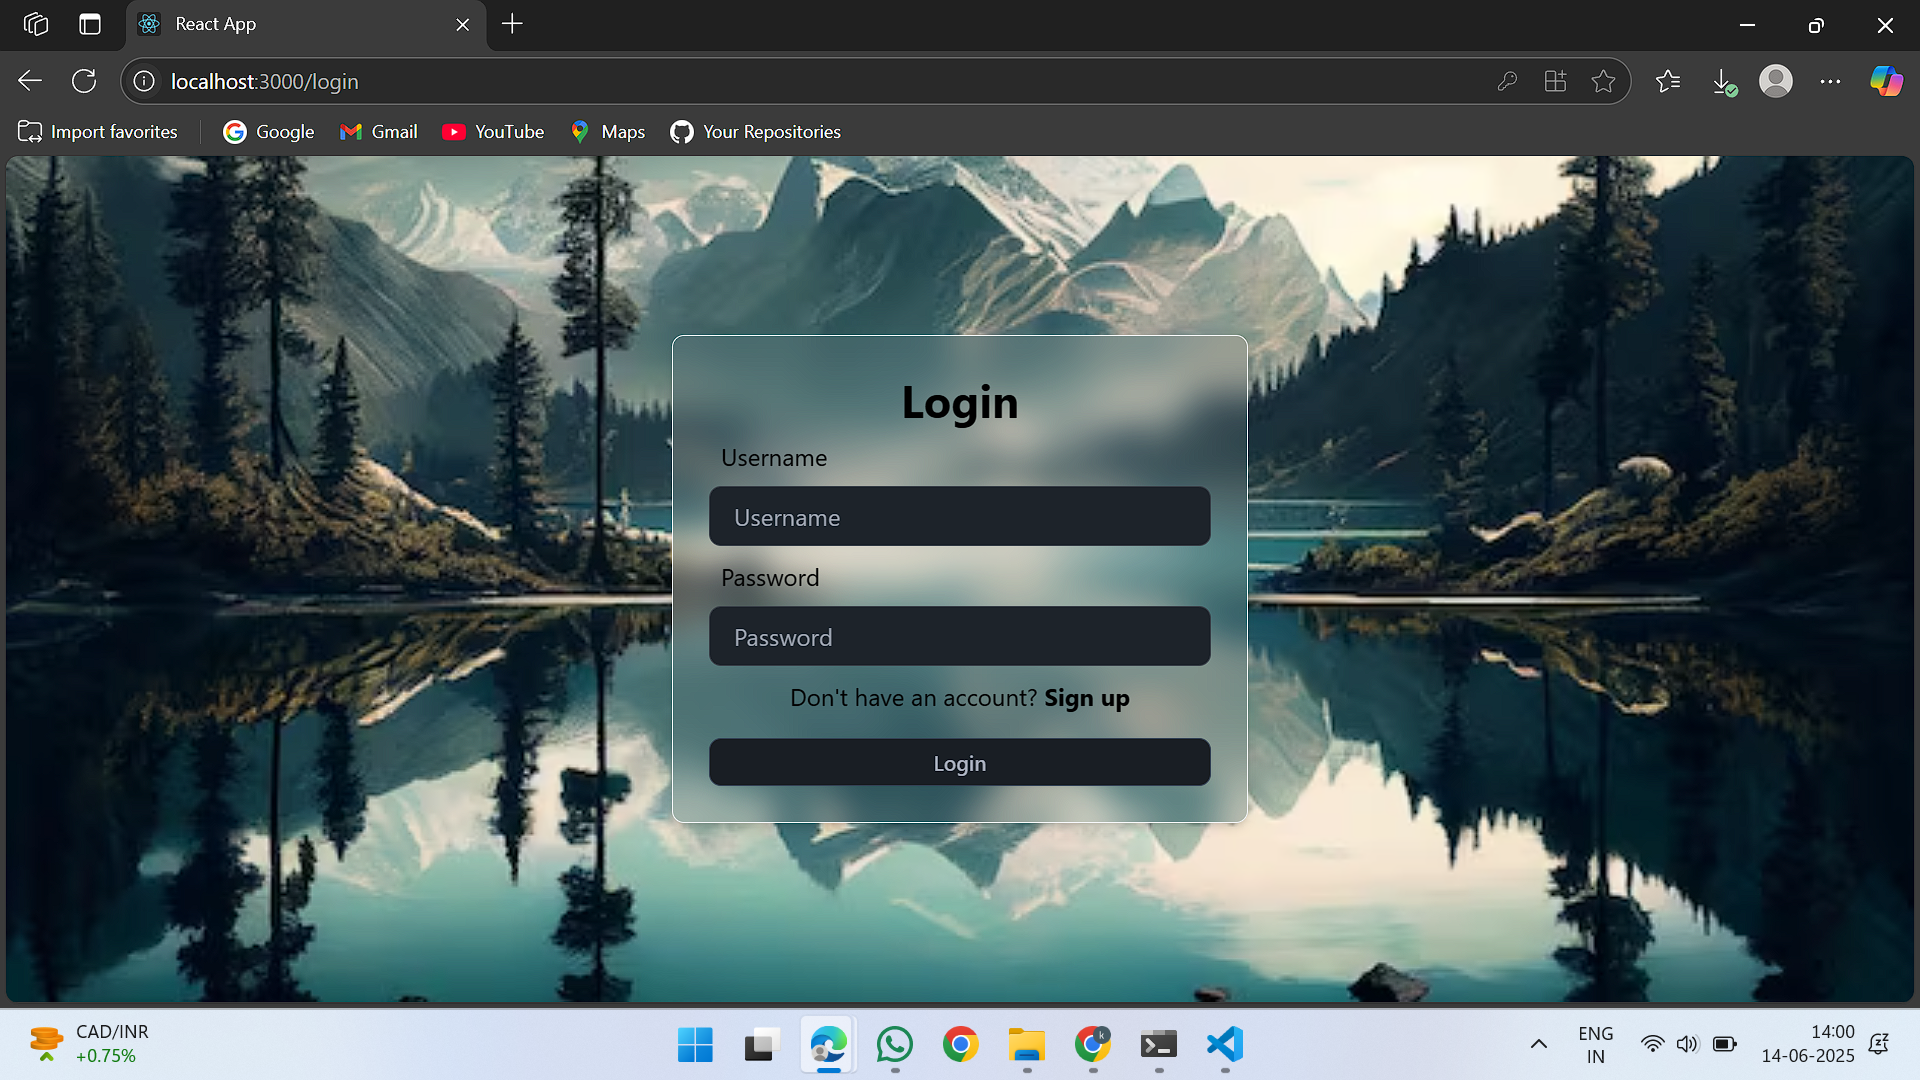 React App
localhost:3000/login
Import favorites
Google
Gmail
YouTube
Maps
Your Repositories
Login
Username
Username
Password
Password
Don't have an account? Sign up
Login
CAD/INR
+0.75%
k
ENG
IN
14:00
14-06-2025